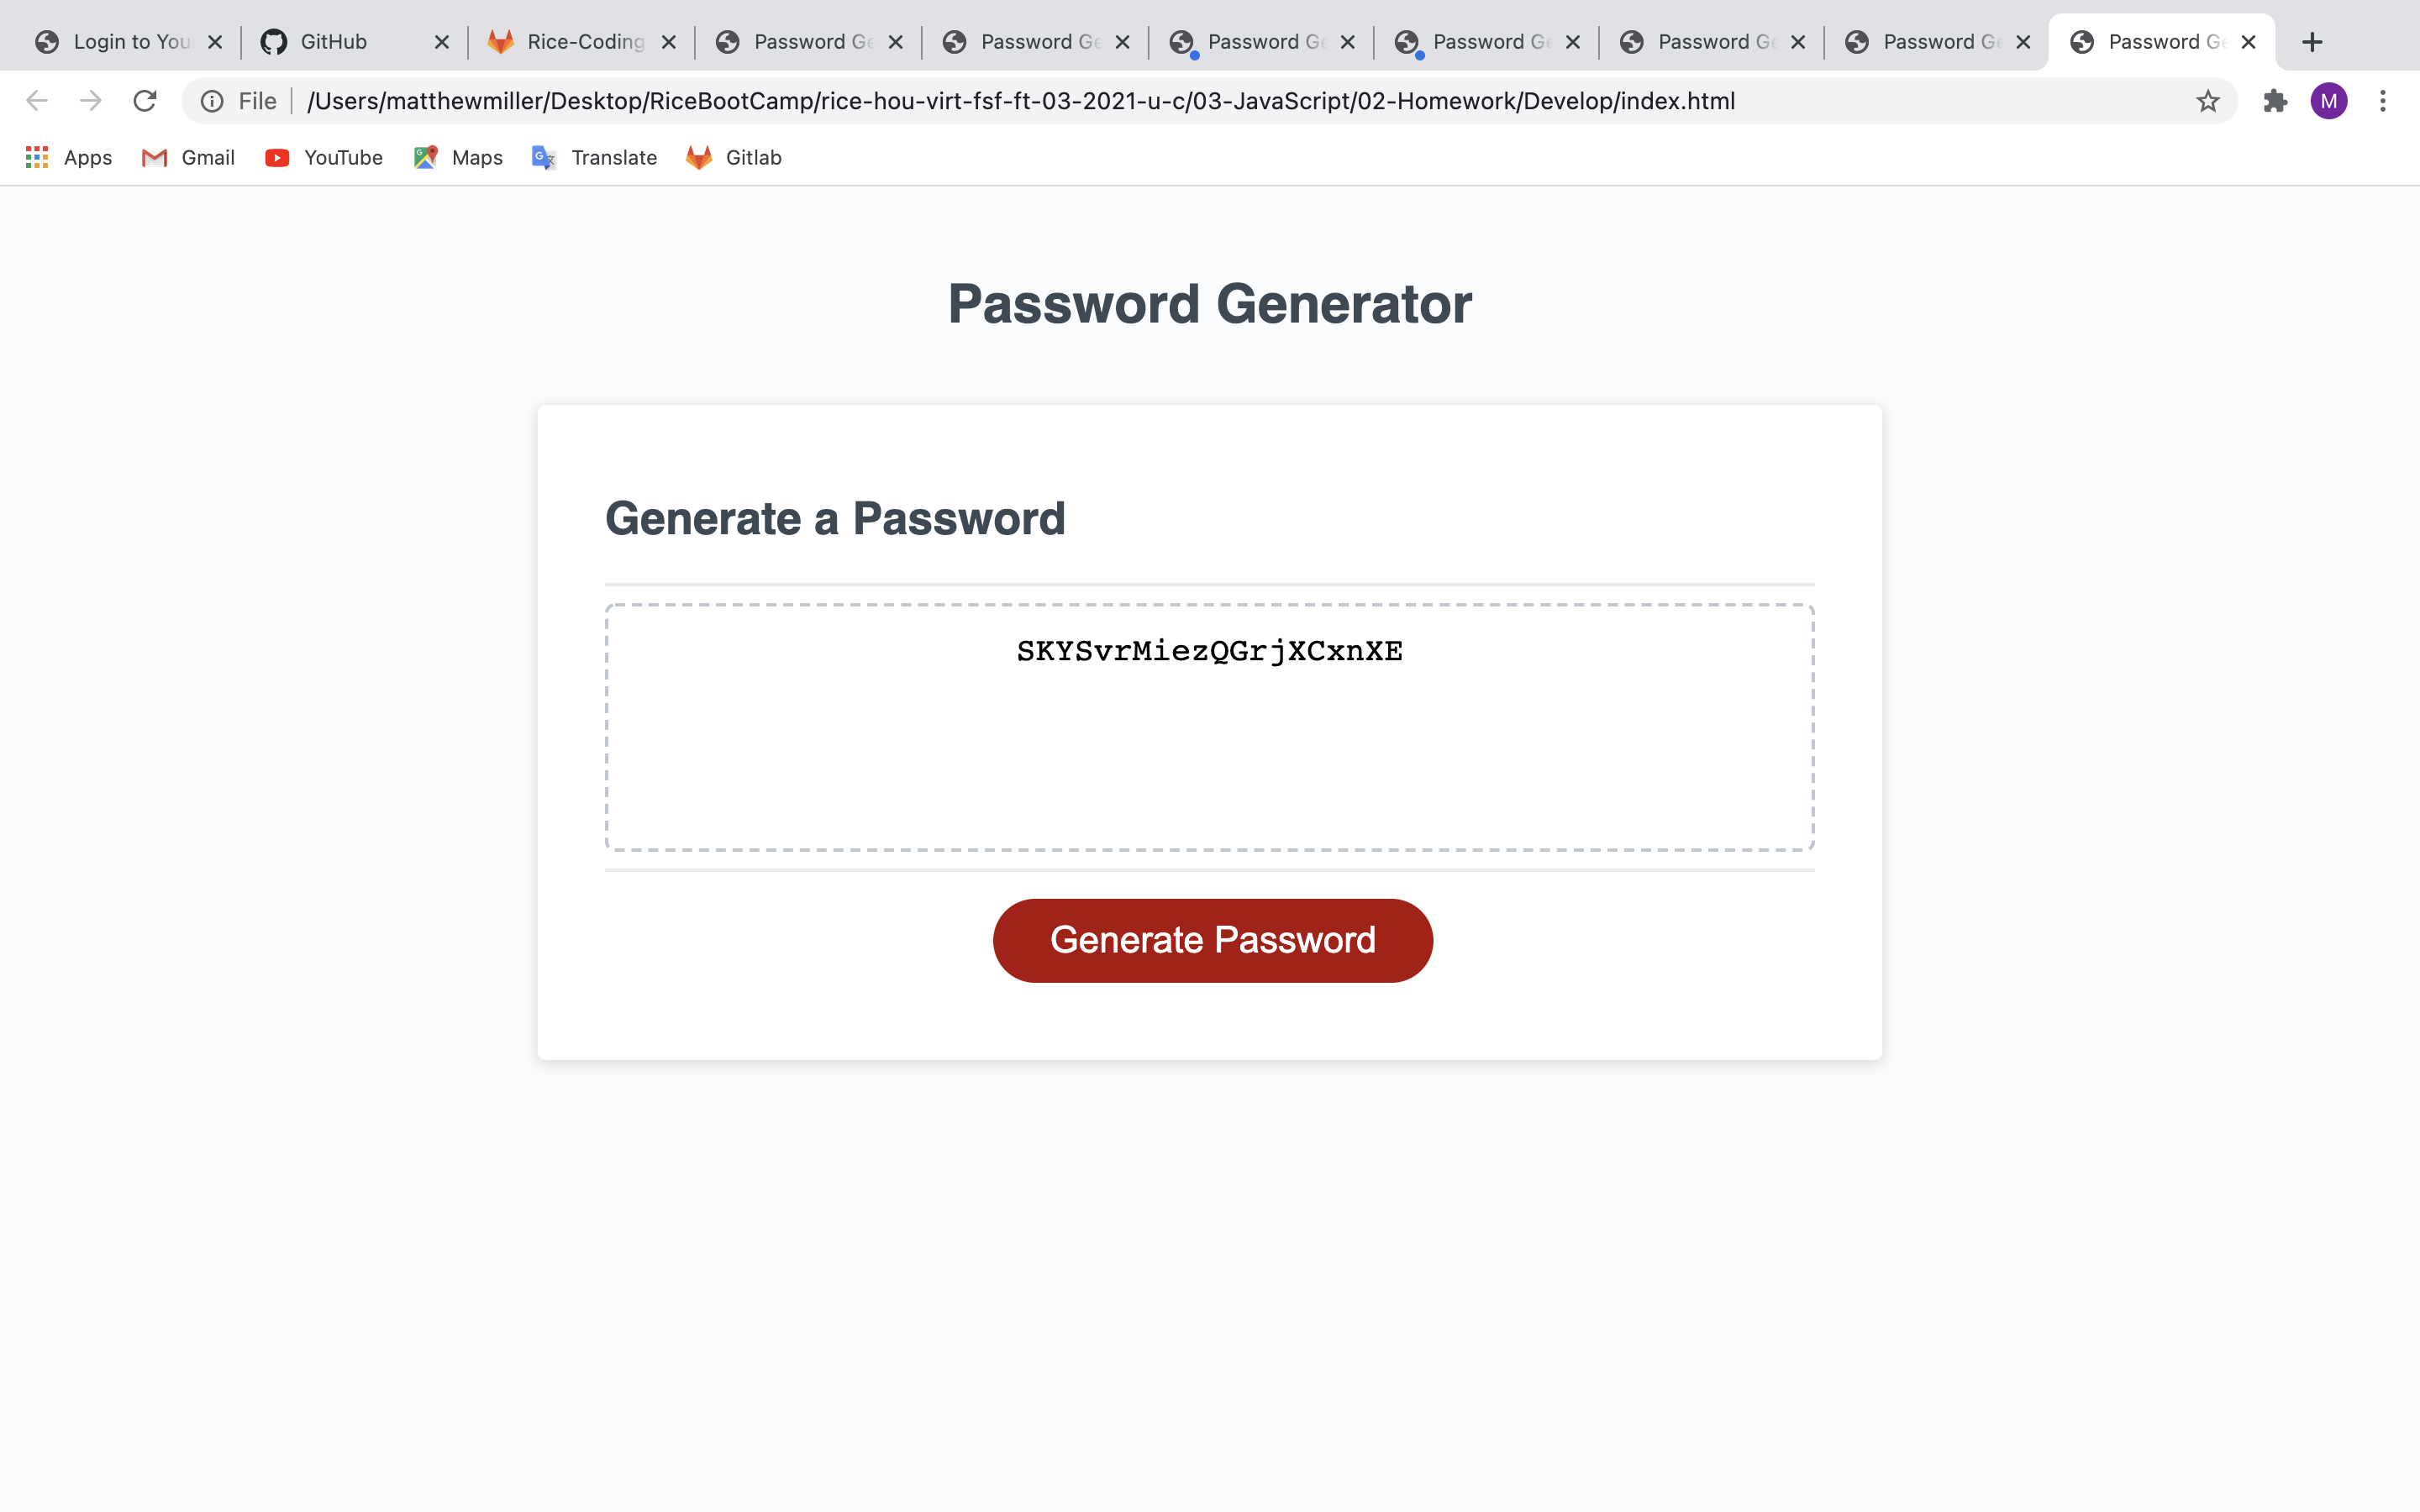 Login to You GitHub Rice-Coding Password Ge Password Ge Password Ge Password Ge Password Ge Password Ge Password Ge
File /Users/matthewmiller/Desktop/RiceBootCamp/rice-hou-virt-fsf-ft-03-2021-u-c/03-JavaScript/02-Homework/Develop/index.html M
Apps Gmail YouTube Maps Translate Gitlab
Password Generator
Generate a Password
SKYSvrMiezQGrjXCxnXE
Generate Password